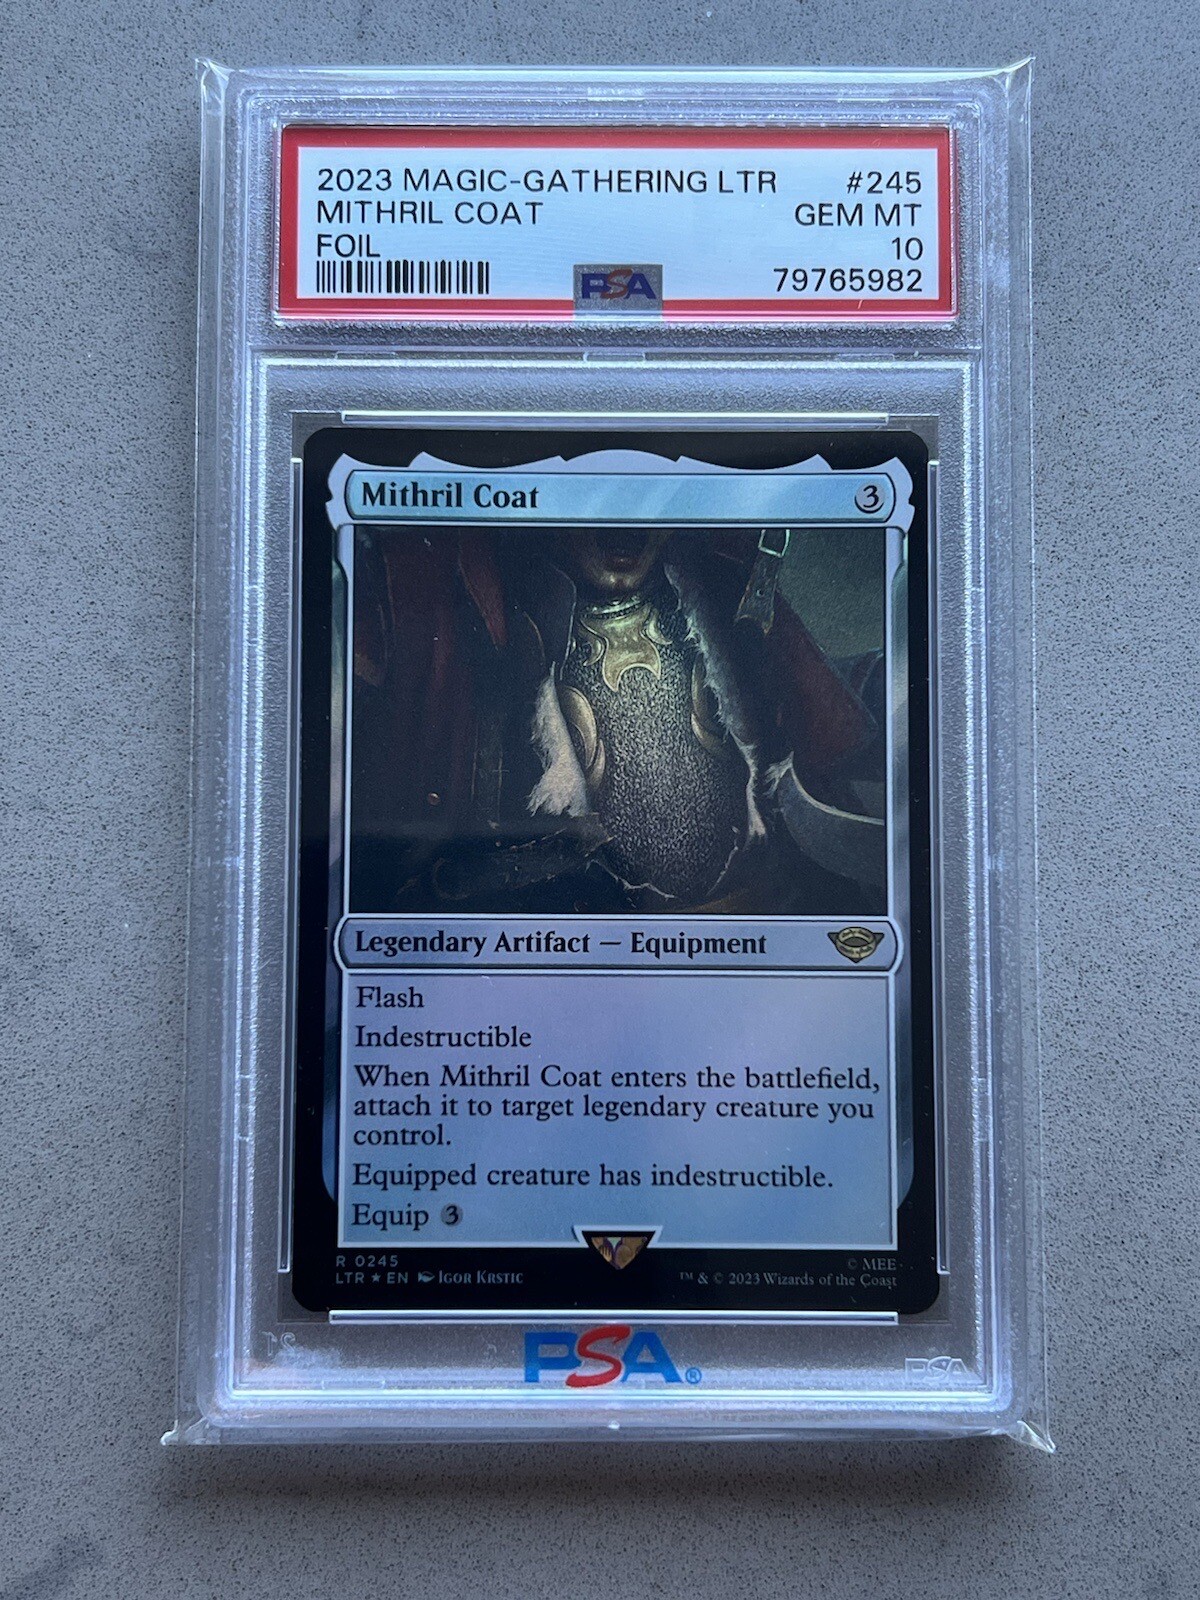 2023 MAGIC-GATHERING LTR #245
MITHRIL COAT GEM MT
FOIL 10
PSA 79765982
Mithril Coat 3
Legendary Artifact — Equipment
Flash
Indestructible
When Mithril Coat enters the battlefield,
attach it to target legendary creature you
control.
Equipped creature has indestructible.
Equip 3
R 0245 © MEE
LTR ★ EN Igor Krstic ™ & © 2023 Wizards of the Coast
PSA®
PSA